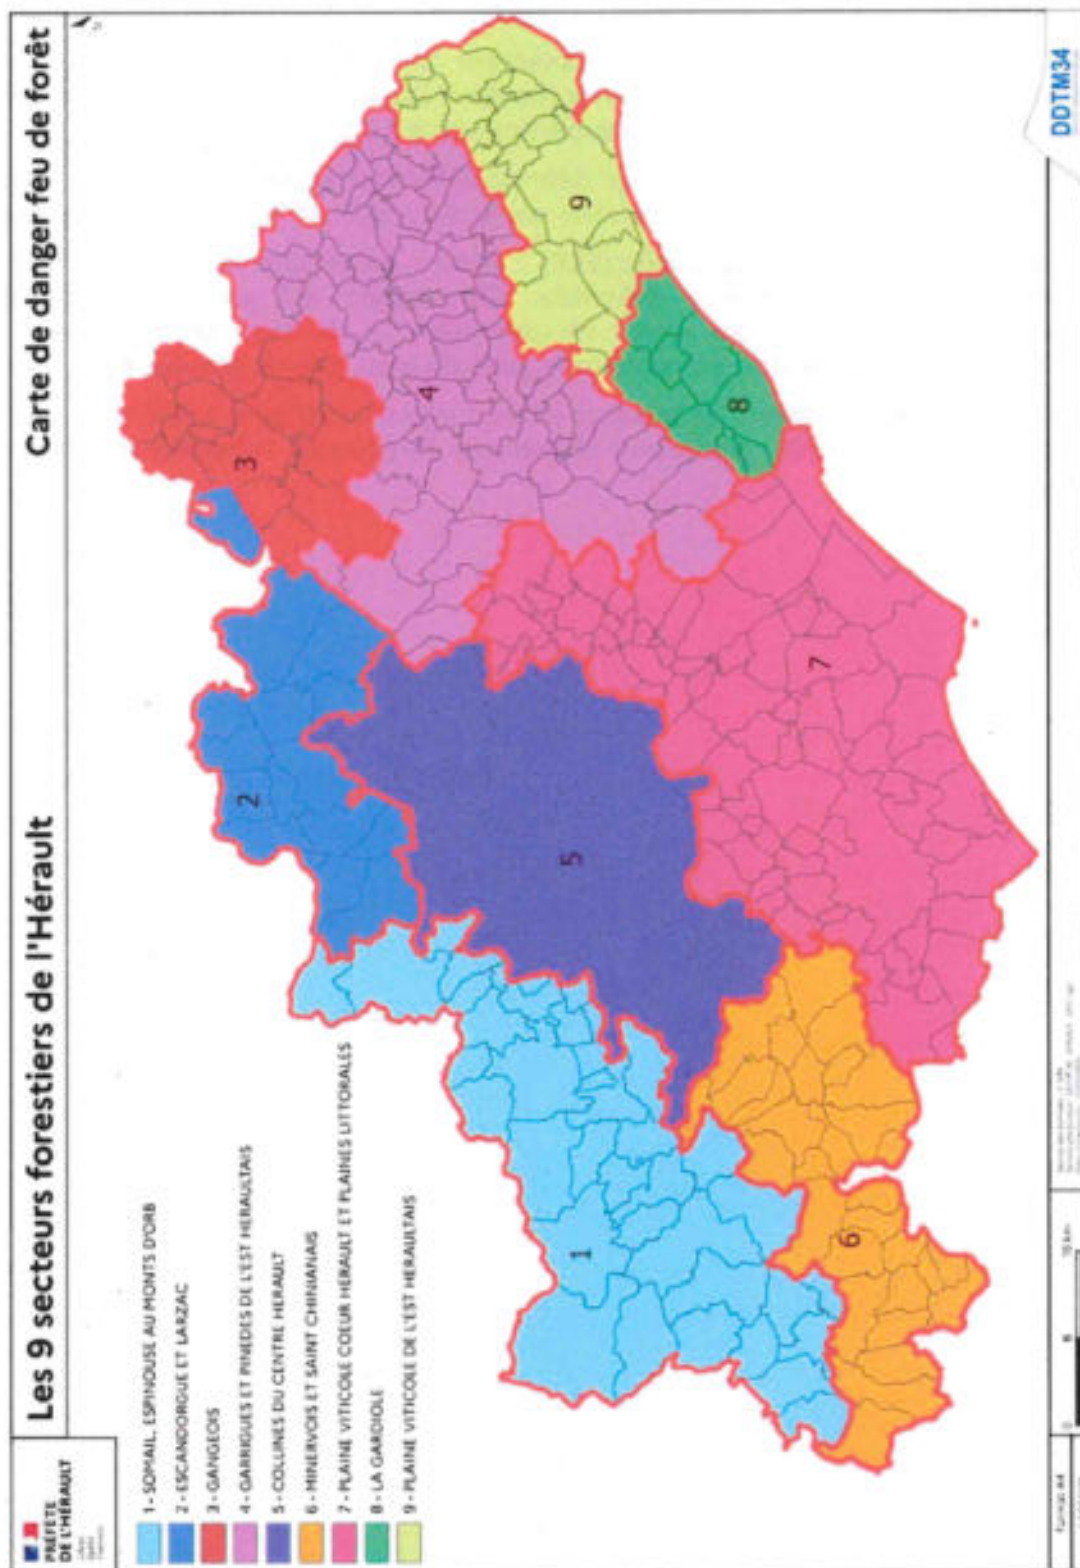 PRÉFÈTE
DE L'HÉRAULT
Les 9 secteurs forestiers de l'Hérault
Carte de danger feu de forêt
1 - SOMAIL, ESPINOUSE AU MONTS D'ORB
2 - ESCANDORGUE ET LARZAC
3 - GANGEOIS
4 - GARRIGUES ET PINEDES DE L'EST HERAULTAIS
5 - COLLINES DU CENTRE HERAULT
6 - MINERVOIS ET SAINT CHINIANAIS
7 - PLAINE VITICOLE COEUR HERAULT ET PLAINES LITTORALES
8 - LA GARDIOLE
9 - PLAINE VITICOLE DE L'EST HERAULTAIS
1
2
3
4
5
6
7
8
9
DDTM34